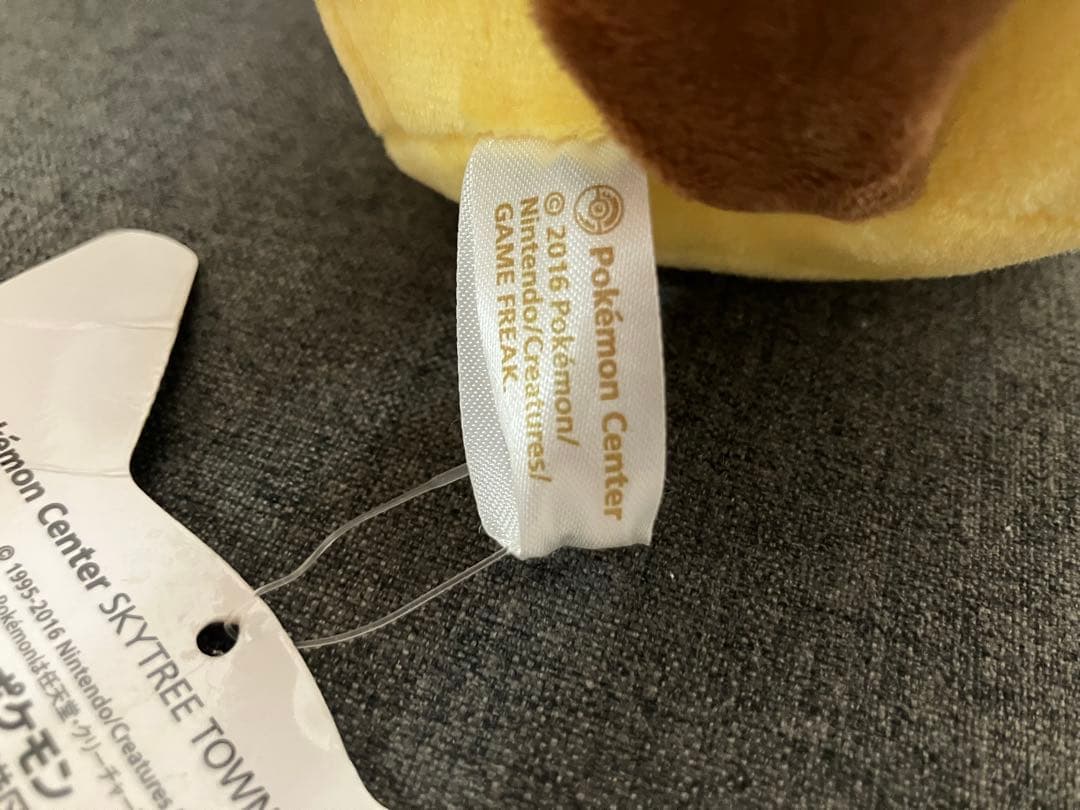 Pokémon Center
© 2016 Pokémon/
Nintendo/Creatures/
GAME FREAK.
kémon Center SKYTREE TOWN
© 1995-2016 Nintendo/Creatures
Pokémonは任天堂・クリーチャー
ポケモン